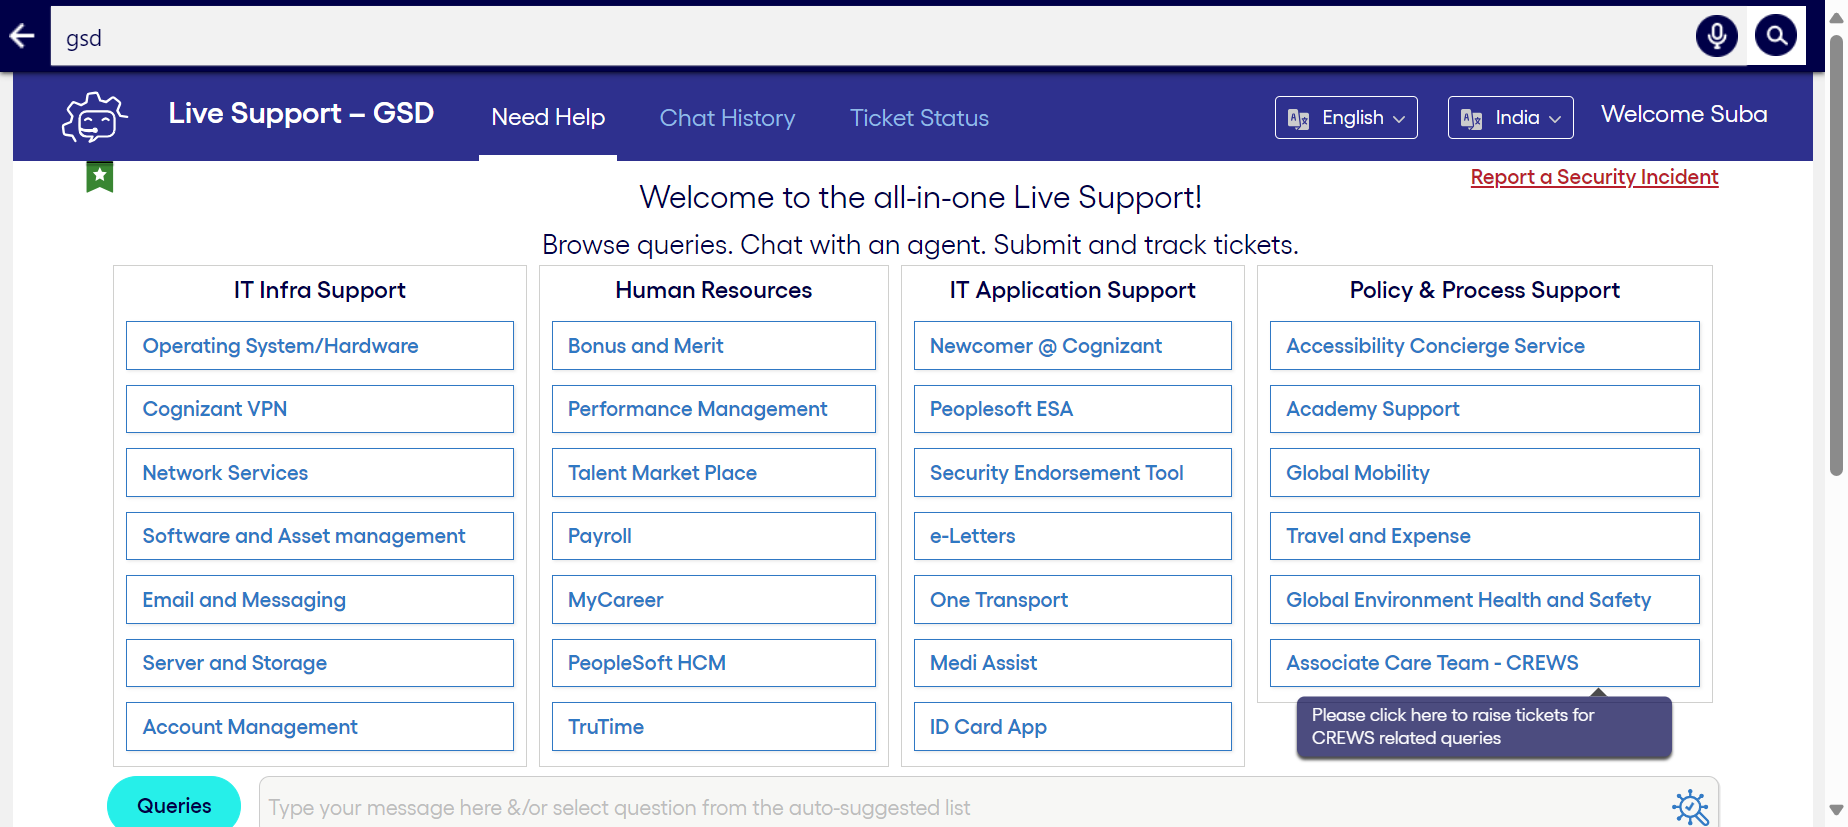 gsd
Live Support – GSD
Need Help
Chat History
Ticket Status
English
India
Welcome Suba
Report a Security Incident
Welcome to the all-in-one Live Support!
Browse queries. Chat with an agent. Submit and track tickets.
IT Infra Support
Operating System/Hardware
Cognizant VPN
Network Services
Software and Asset management
Email and Messaging
Server and Storage
Account Management
Human Resources
Bonus and Merit
Performance Management
Talent Market Place
Payroll
MyCareer
PeopleSoft HCM
TruTime
IT Application Support
Newcomer @ Cognizant
Peoplesoft ESA
Security Endorsement Tool
e-Letters
One Transport
Medi Assist
ID Card App
Policy & Process Support
Accessibility Concierge Service
Academy Support
Global Mobility
Travel and Expense
Global Environment Health and Safety
Associate Care Team - CREWS
Please click here to raise tickets for
CREWS related queries
Queries
Type your message here &/or select question from the auto-suggested list